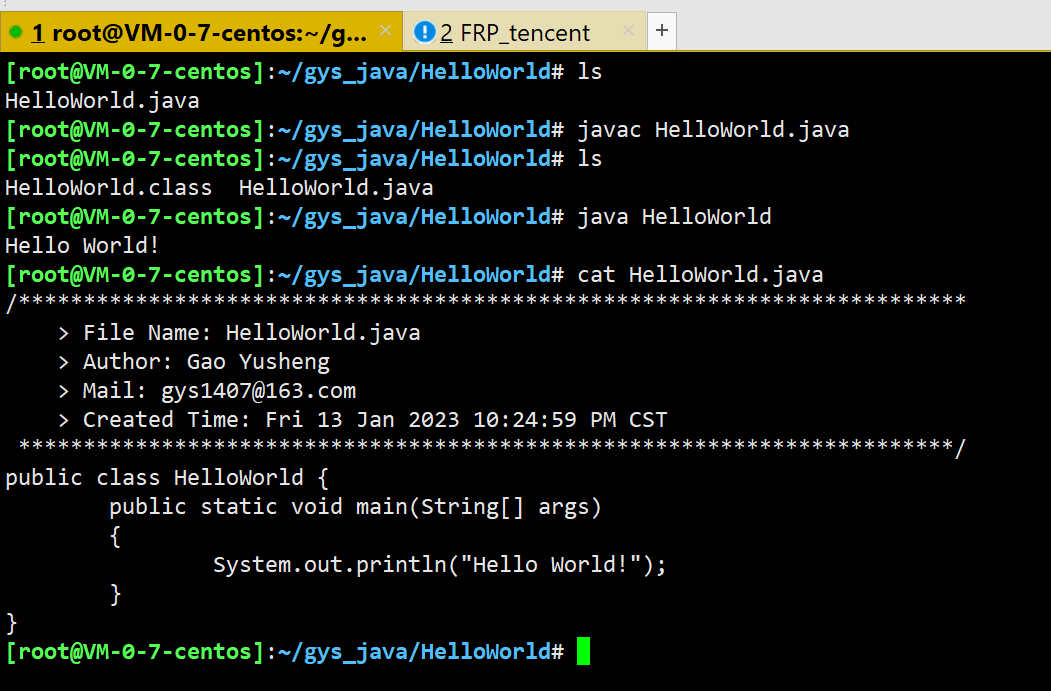 1 root@VM-0-7-centos:~/g... × 2 FRP_tencent × +
[root@VM-0-7-centos]:~/gys_java/HelloWorld# ls
HelloWorld.java
[root@VM-0-7-centos]:~/gys_java/HelloWorld# javac HelloWorld.java
[root@VM-0-7-centos]:~/gys_java/HelloWorld# ls
HelloWorld.class  HelloWorld.java
[root@VM-0-7-centos]:~/gys_java/HelloWorld# java HelloWorld
Hello World!
[root@VM-0-7-centos]:~/gys_java/HelloWorld# cat HelloWorld.java
/*************************************************************************
    > File Name: HelloWorld.java
    > Author: Gao Yusheng
    > Mail: gys1407@163.com
    > Created Time: Fri 13 Jan 2023 10:24:59 PM CST
 ************************************************************************/
public class HelloWorld {
        public static void main(String[] args)
        {
                System.out.println("Hello World!");
        }
}
[root@VM-0-7-centos]:~/gys_java/HelloWorld#